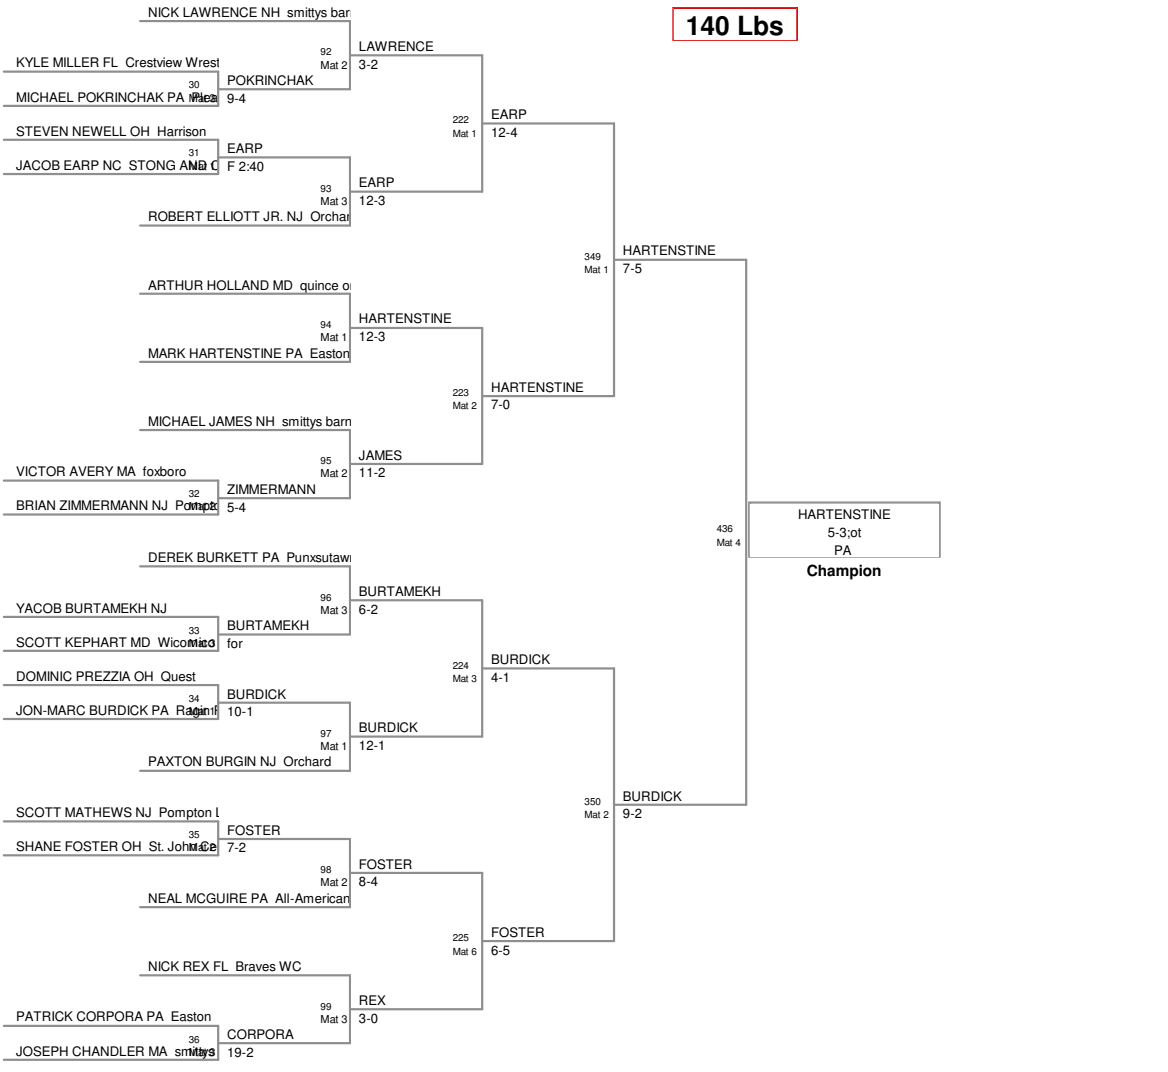 140 Lbs
NICK LAWRENCE NH smittys bar
92
Mat 2
LAWRENCE
3-2
KYLE MILLER FL Crestview Wrest
30
MICHAEL POKRINCHAK PA
POKRINCHAK
9-4
222
Mat 1
EARP
12-4
STEVEN NEWELL OH Harrison
31
JACOB EARP NC STONG AND C
EARP
F 2:40
93
Mat 3
EARP
12-3
ROBERT ELLIOTT JR. NJ Orchar
349
Mat 1
HARTENSTINE
7-5
ARTHUR HOLLAND MD quince o
94
Mat 1
HARTENSTINE
12-3
MARK HARTENSTINE PA Easton
223
Mat 2
HARTENSTINE
7-0
MICHAEL JAMES NH smittys barn
95
Mat 2
JAMES
11-2
VICTOR AVERY MA foxboro
32
BRIAN ZIMMERMANN NJ
ZIMMERMANN
5-4
436
Mat 4
HARTENSTINE
5-3;ot
PA
Champion
DEREK BURKETT PA Punxsutaw
96
Mat 3
BURTAMEKH
6-2
YACOB BURTAMEKH NJ
33
SCOTT KEPHART MD Wicomico
BURTAMEKH
for
224
Mat 3
BURDICK
4-1
DOMINIC PREZZIA OH Quest
34
JON-MARC BURDICK PA
BURDICK
10-1
97
Mat 1
BURDICK
12-1
PAXTON BURGIN NJ Orchard
350
Mat 2
BURDICK
9-2
SCOTT MATHEWS NJ Pompton L
35
SHANE FOSTER OH St. John
FOSTER
7-2
98
Mat 2
FOSTER
8-4
NEAL MCGUIRE PA All-American
225
Mat 6
FOSTER
6-5
NICK REX FL Braves WC
99
Mat 3
REX
3-0
PATRICK CORPORA PA Easton
36
JOSEPH CHANDLER MA smittys
CORPORA
19-2